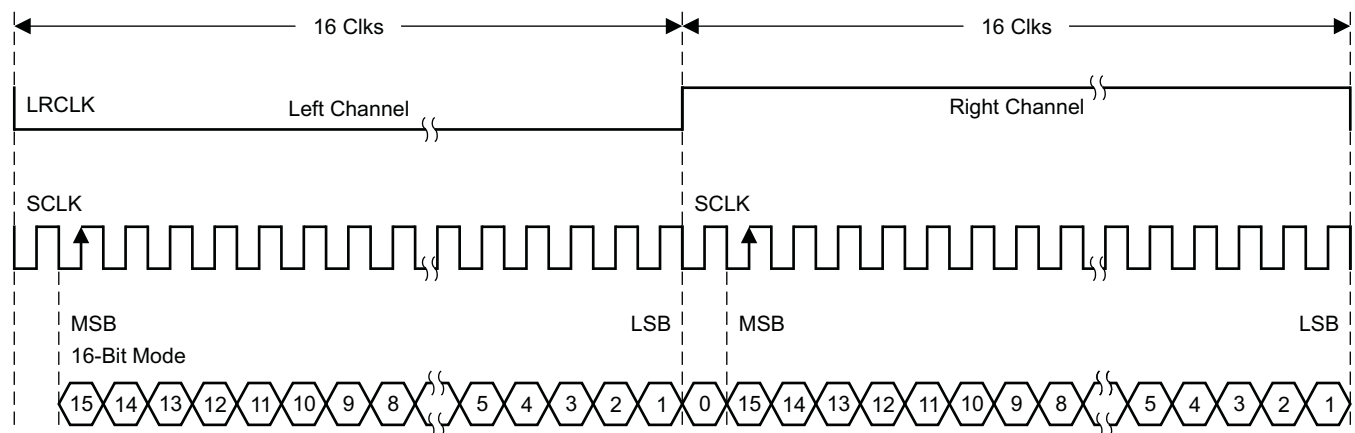 16 Clks 16 Clks
LRCLK Left Channel Right Channel
SCLK SCLK
MSB LSB MSB LSB
16-Bit Mode
15 14 13 12 11 10 9 8 5 4 3 2 1 0 15 14 13 12 11 10 9 8 5 4 3 2 1